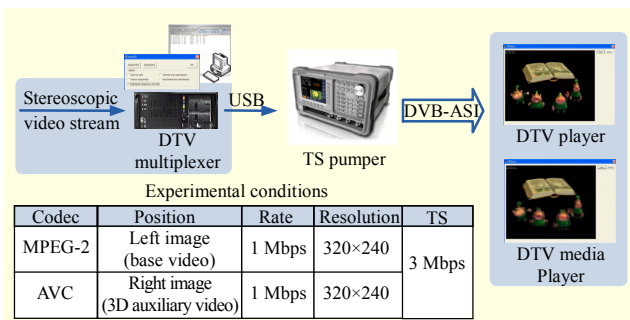 Stereoscopic
video stream
DTV
multiplexer
USB
TS pumper
DVB-ASI
DTV player
DTV media
Player
Experimental conditions
Codec Position Rate Resolution TS
MPEG-2 Left image (base video) 1 Mbps 320×240 3 Mbps
AVC Right image (3D auxiliary video) 1 Mbps 320×240